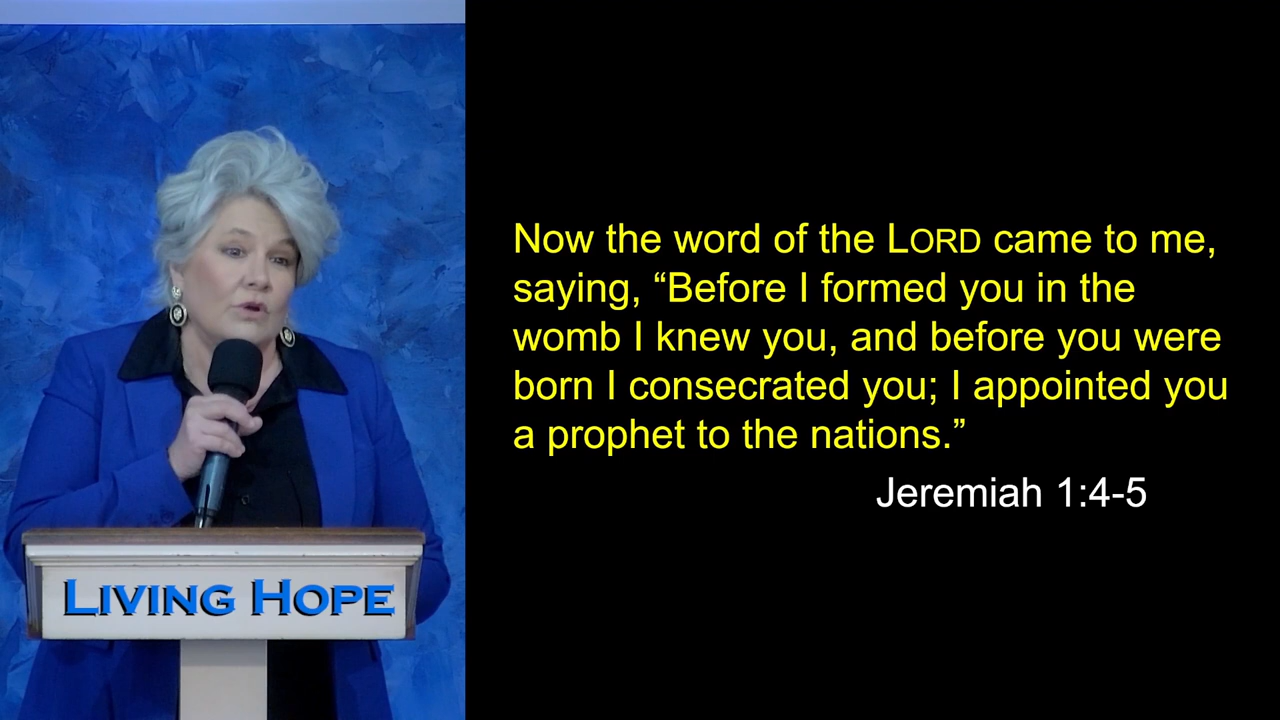 Now the word of the LORD came to me,
saying, “Before I formed you in the
womb I knew you, and before you were
born I consecrated you; I appointed you
a prophet to the nations.”
Jeremiah 1:4-5
LIVING HOPE